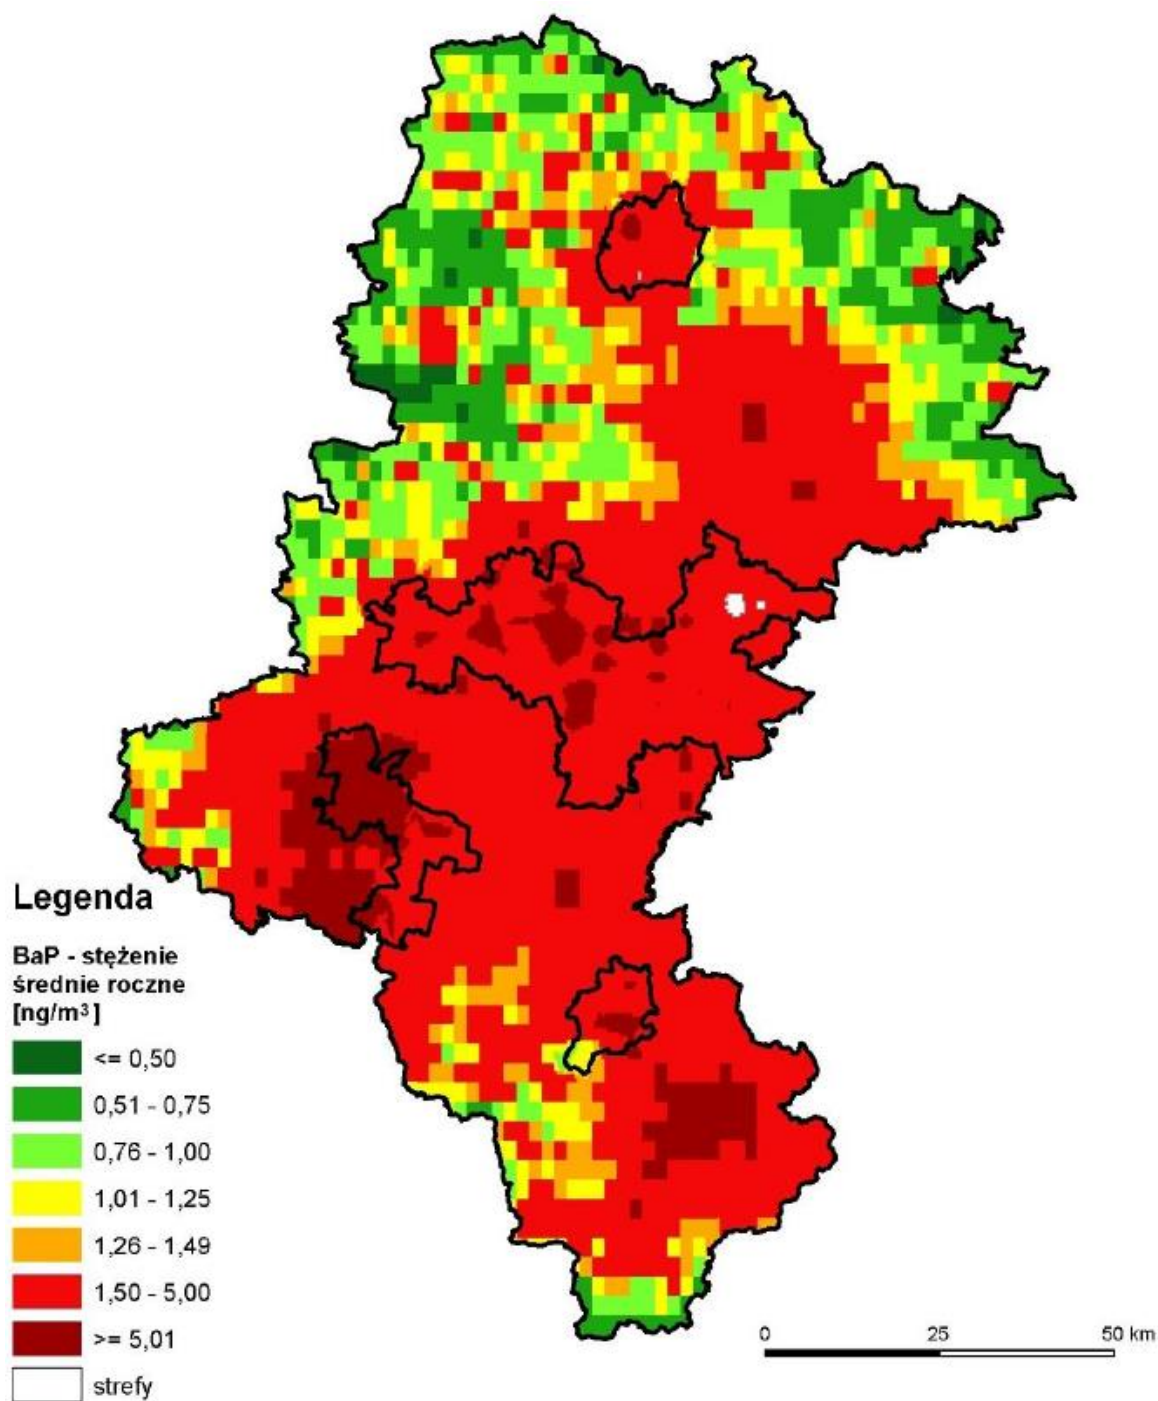 Legenda
BaP - stężenie
średnie roczne
[ng/m³]
<= 0,50
0,51 - 0,75
0,76 - 1,00
1,01 - 1,25
1,26 - 1,49
1,50 - 5,00
>= 5,01
strefy
0 25 50 km